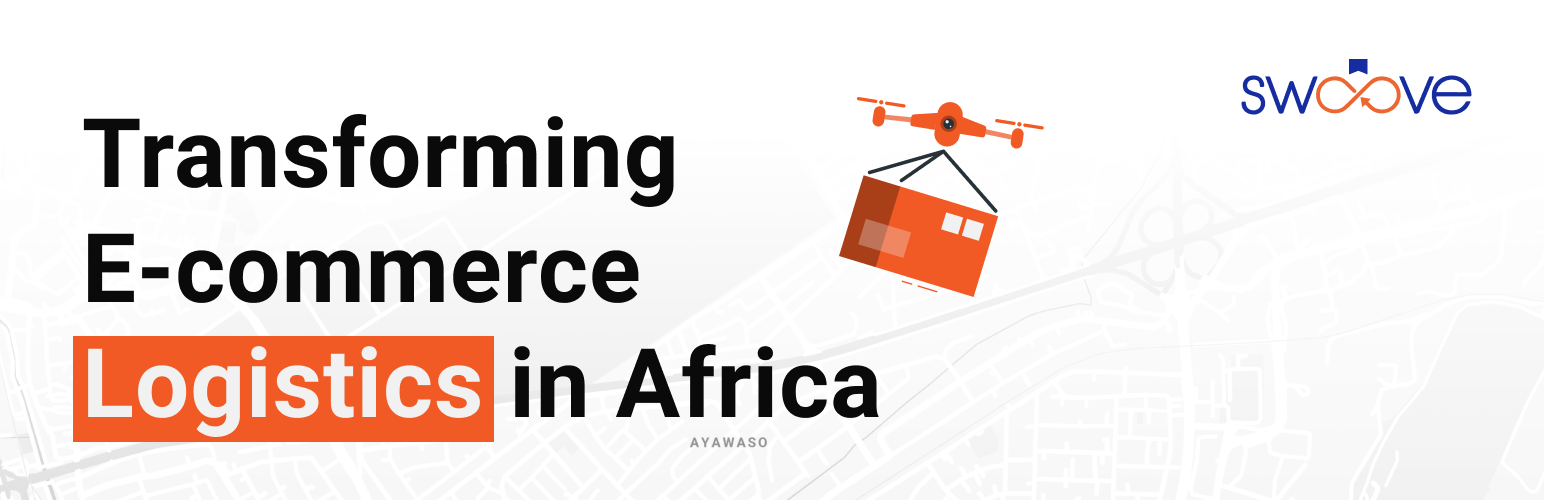 swoove
Transforming
E-commerce
Logistics in Africa
AYAWASO